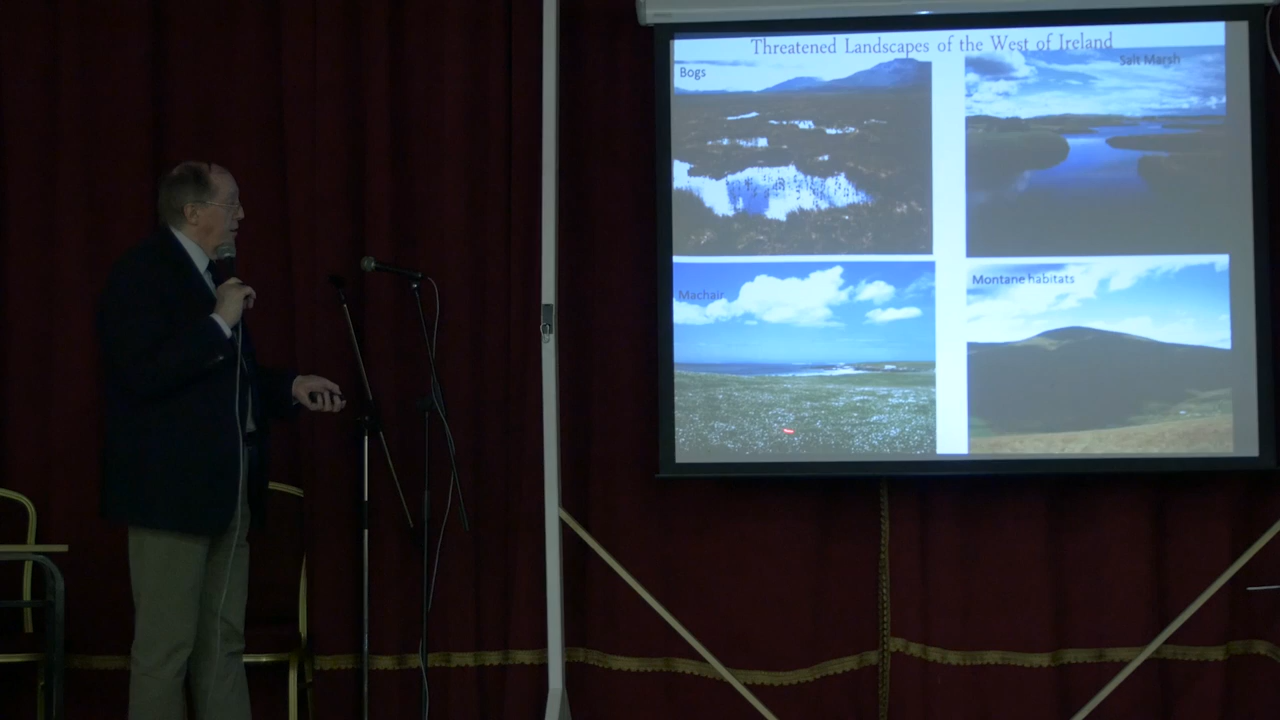 Threatened Landscapes of the West of Ireland
Bogs
Salt Marsh
Machair
Montane habitats